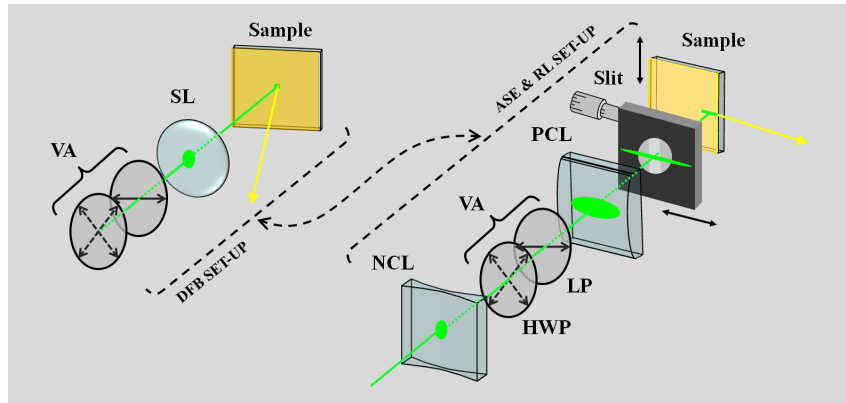 Sample
SL
VA
DFB SET-UP
ASE & RL SET-UP
Sample
Slit
PCL
VA
LP
HWP
NCL